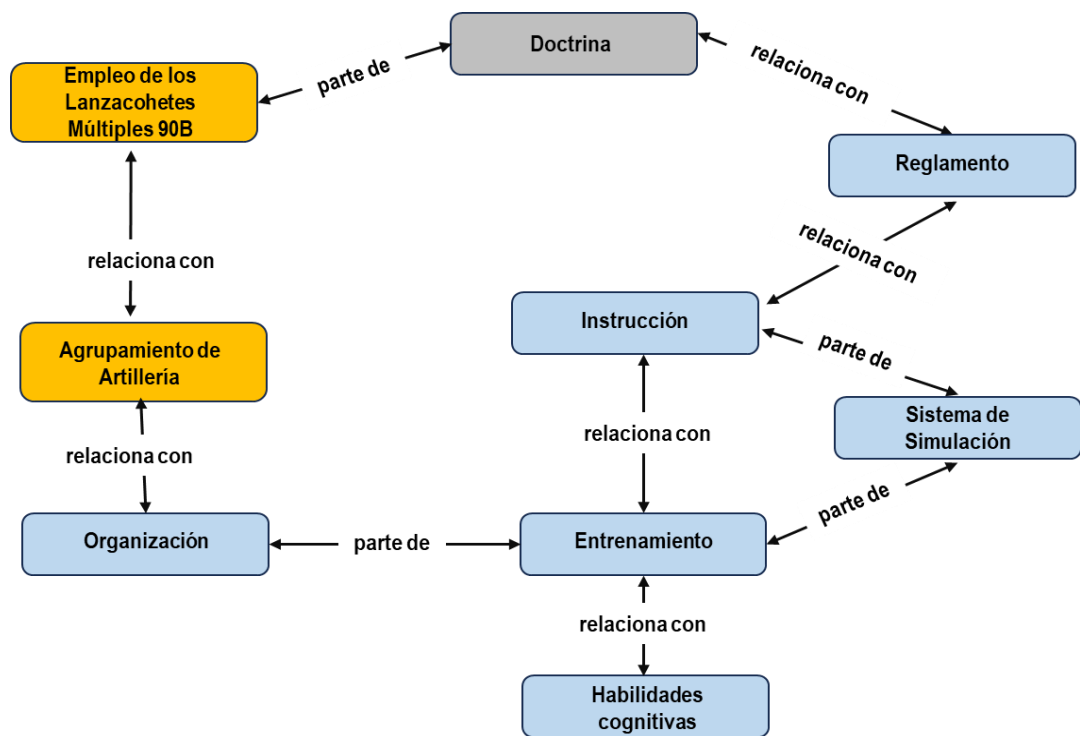 Doctrina
parte de
relaciona con
Empleo de los
Lanzacohetes
Múltiples 90B
Reglamento
relaciona con
relaciona con
Instrucción
Agrupamiento de
Artillería
parte de
relaciona con
relaciona con
Sistema de
Simulación
parte de
Organización
parte de
Entrenamiento
relaciona con
Habilidades
cognitivas